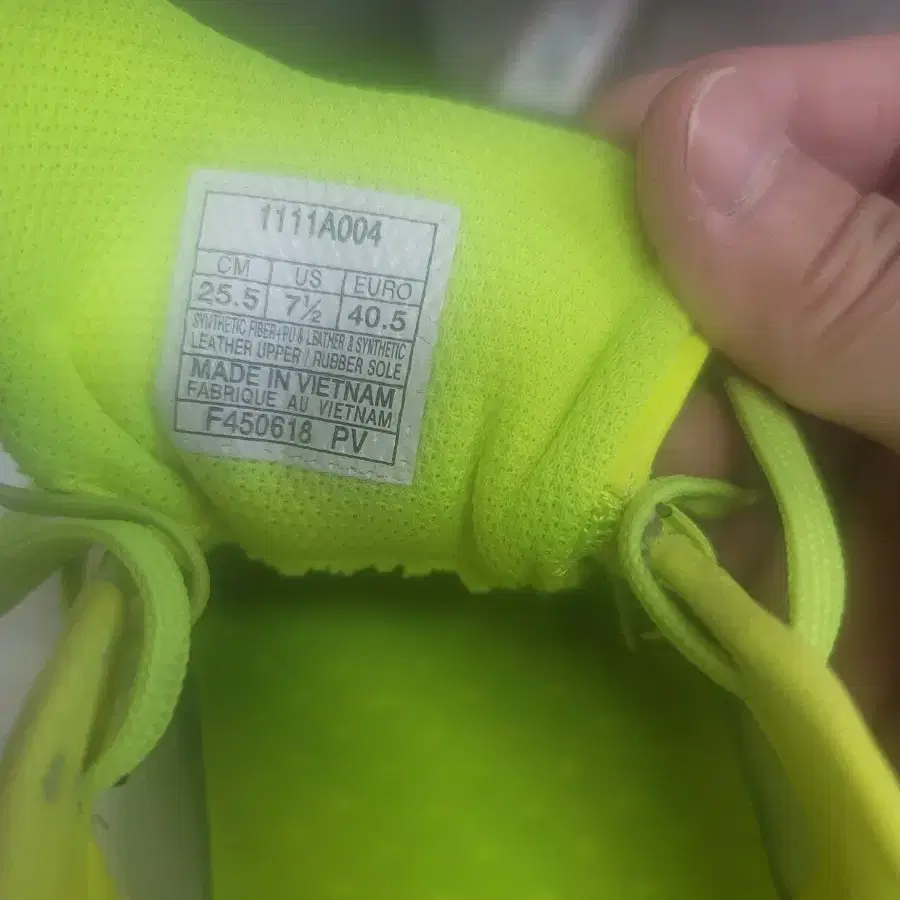 1111A004
CM US EURO
25.5 7½ 40.5
SYNTHETIC FIBER+PU & LEATHER & SYNTHETIC
LEATHER UPPER / RUBBER SOLE
MADE IN VIETNAM
FABRIQUE AU VIETNAM
F450618 PV